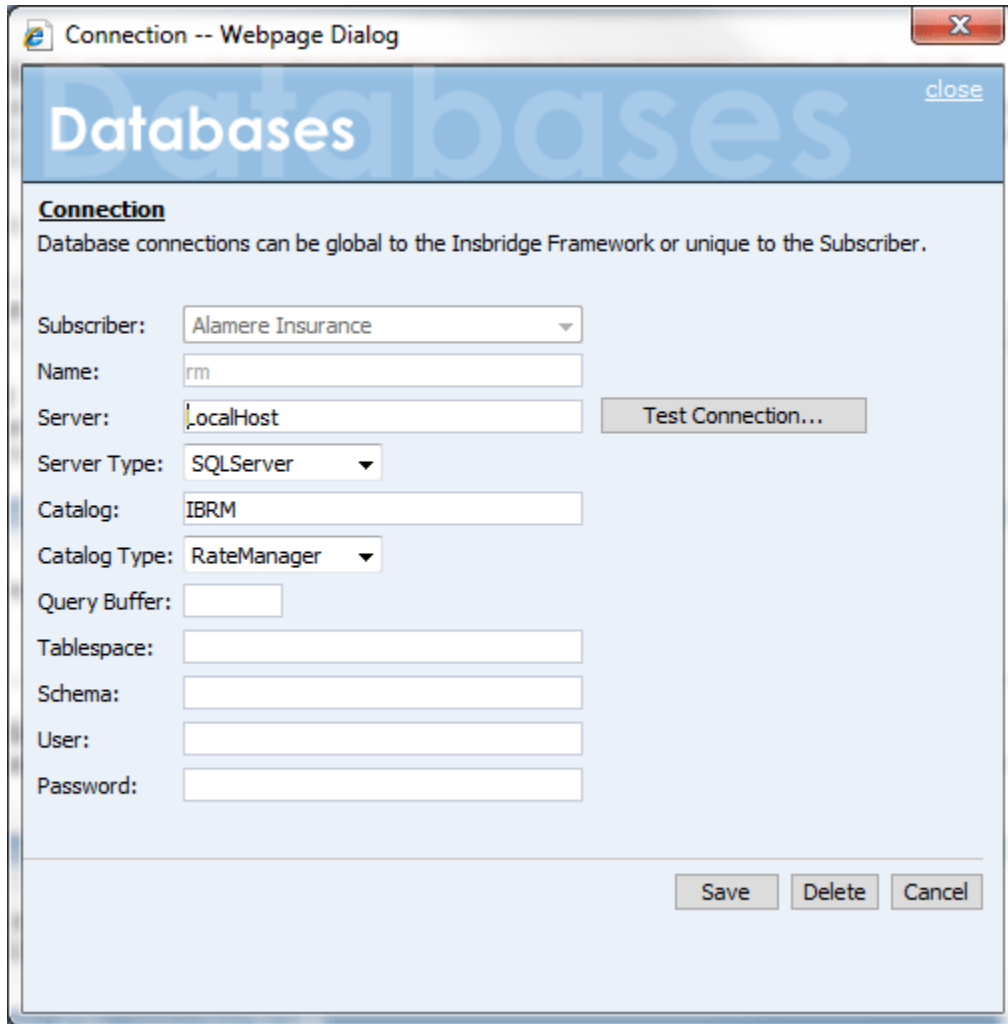 Connection -- Webpage Dialog
close
Databases
Databases
Connection
Database connections can be global to the Insbridge Framework or unique to the Subscriber.
Subscriber: Alamere Insurance
Name: rm
Server: LocalHost Test Connection...
Server Type: SQLServer
Catalog: IBRM
Catalog Type: RateManager
Query Buffer:
Tablespace:
Schema:
User:
Password:
Save Delete Cancel